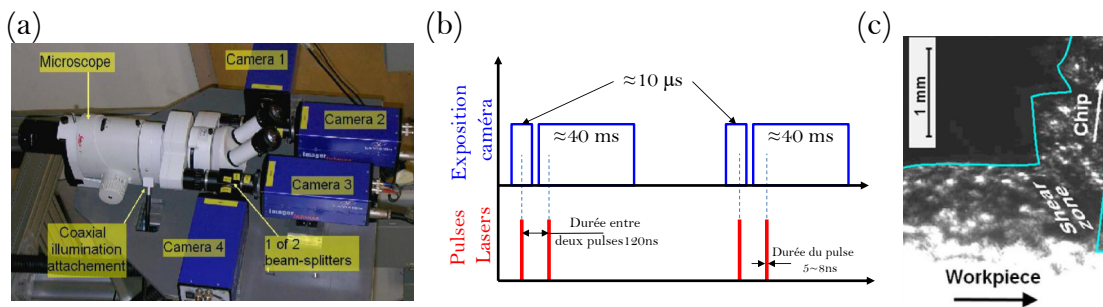 (a)
Microscope
Camera 1
Camera 2
Camera 3
Camera 4
Coaxial
illumination
attachement
1 of 2
beam-splitters
Imager
(b)
Exposition
caméra
≈10 µs
≈40 ms
≈40 ms
Pulses
Lasers
Durée entre
deux pulses120ns
Durée du pulse
5~8ns
(c)
1 mm
Chip
Shear
zone
Workpiece